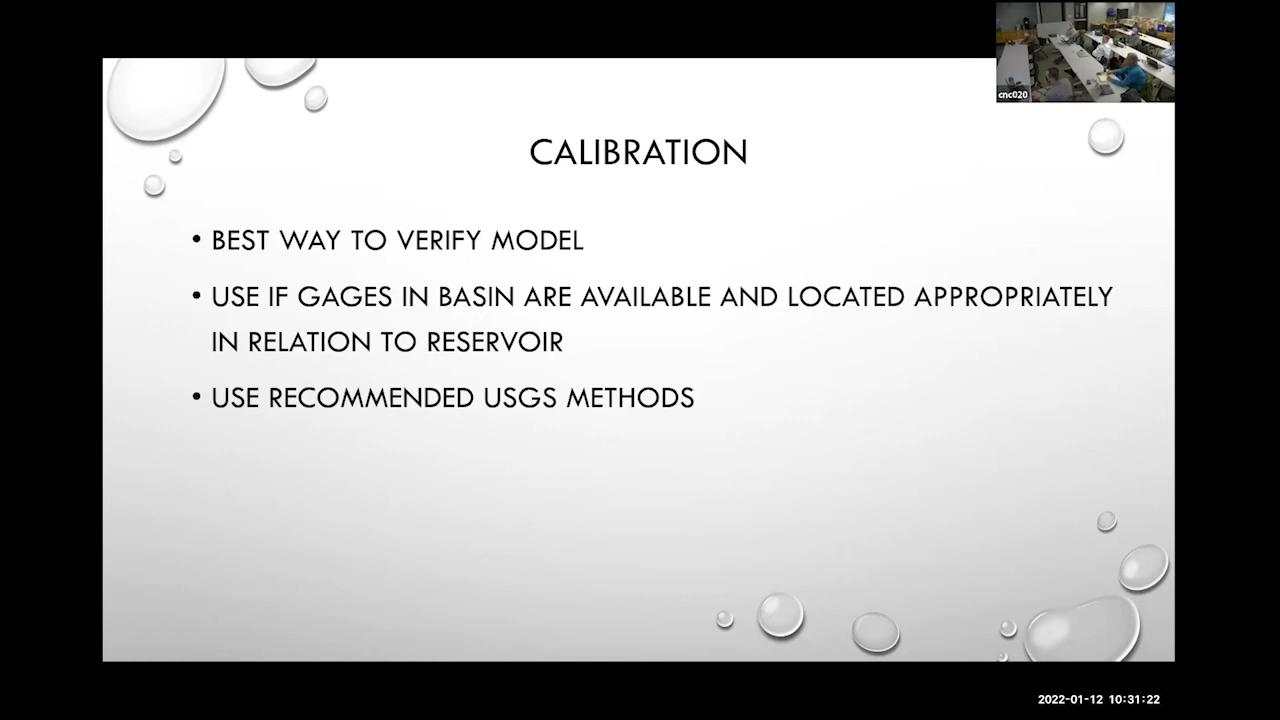 cnc020
CALIBRATION
• BEST WAY TO VERIFY MODEL
• USE IF GAGES IN BASIN ARE AVAILABLE AND LOCATED APPROPRIATELY
IN RELATION TO RESERVOIR
• USE RECOMMENDED USGS METHODS
2022-01-12 10:31:22